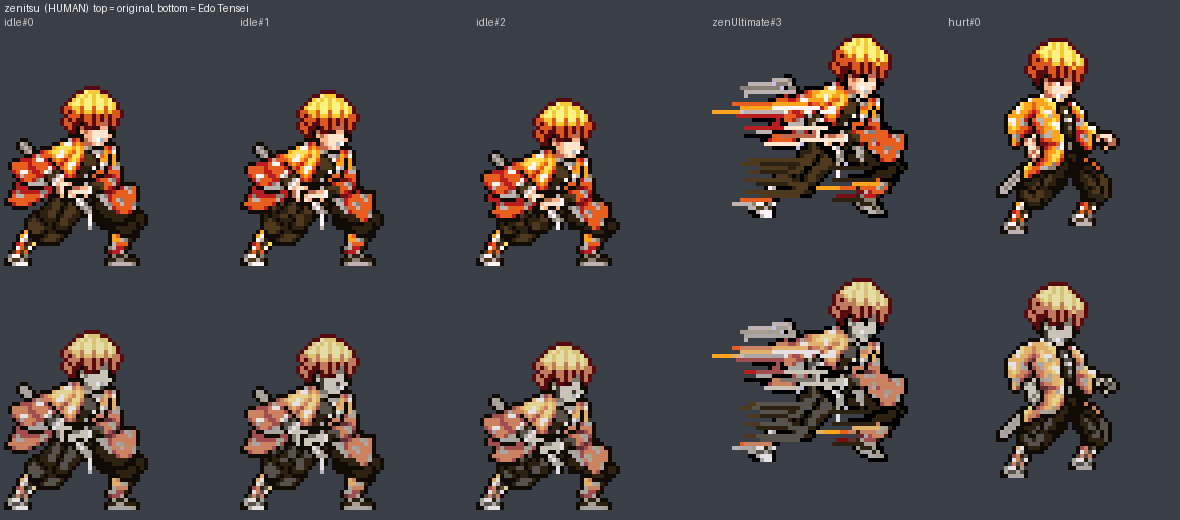 zenitsu (HUMAN) top = original, bottom = Edo Tensei
idle#0
idle#1
idle#2
zenUltimate#3
hurt#0